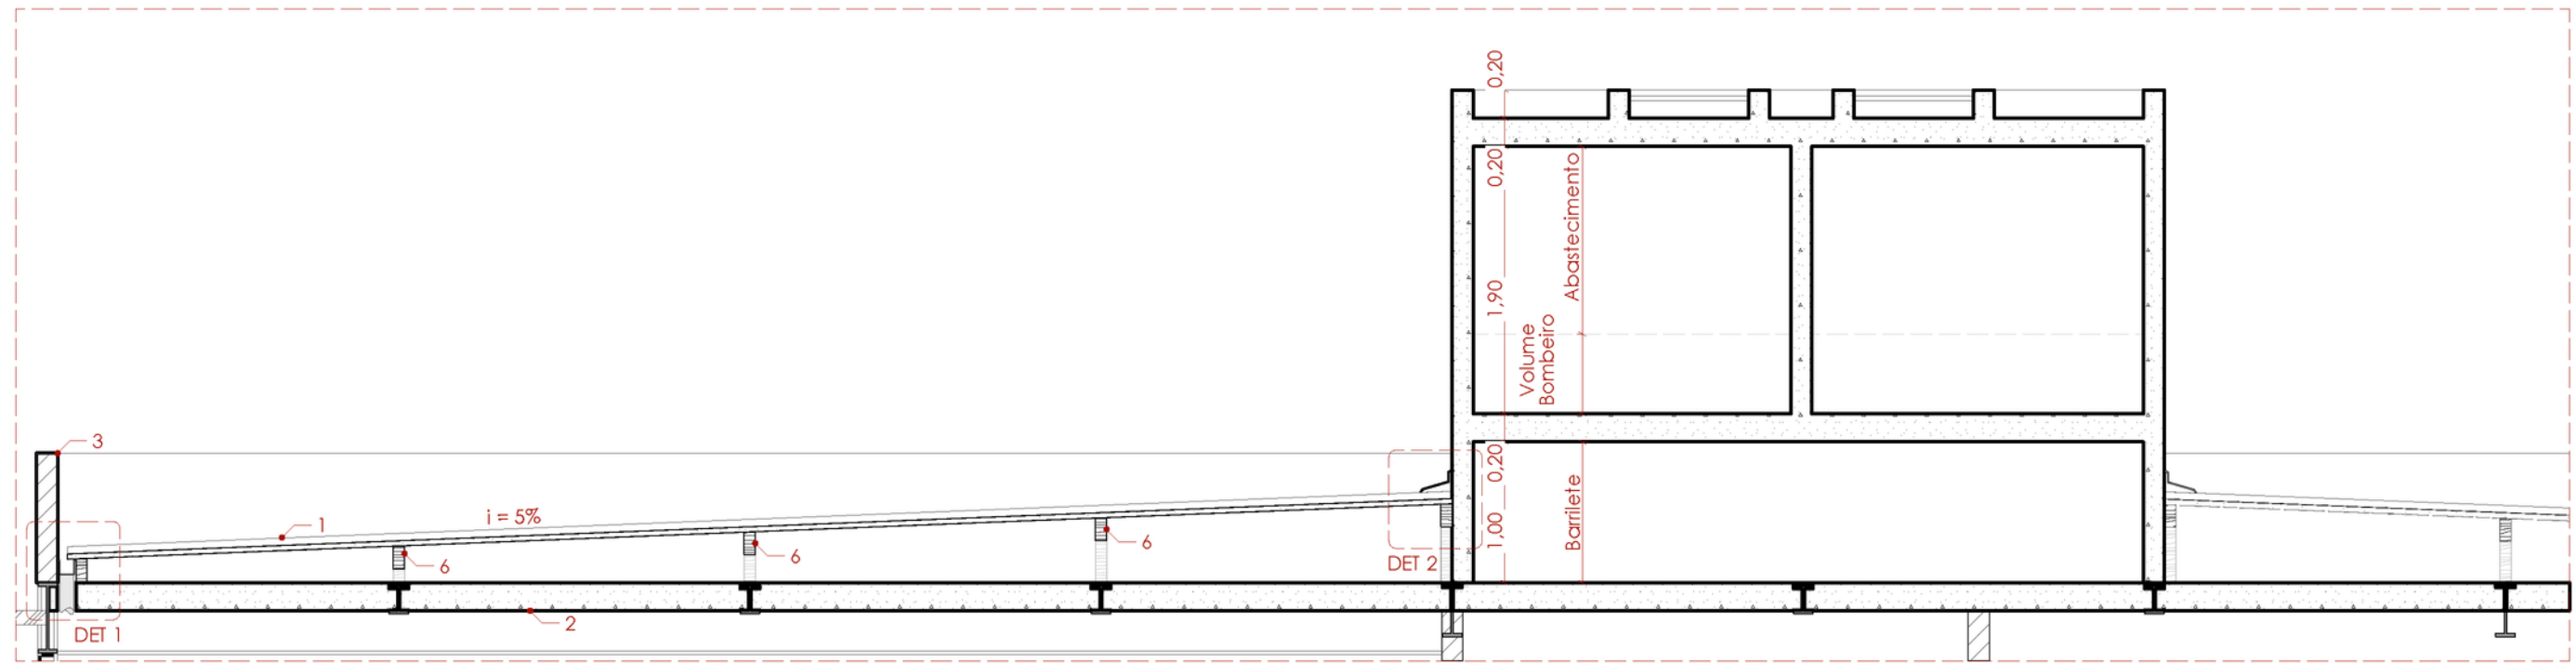 3
1
i = 5%
6
6
6
DET 1
2
DET 2
0,20
0,20
1,90
0,20
1,00
Abastecimento
Volume
Bombeiro
Barrilete